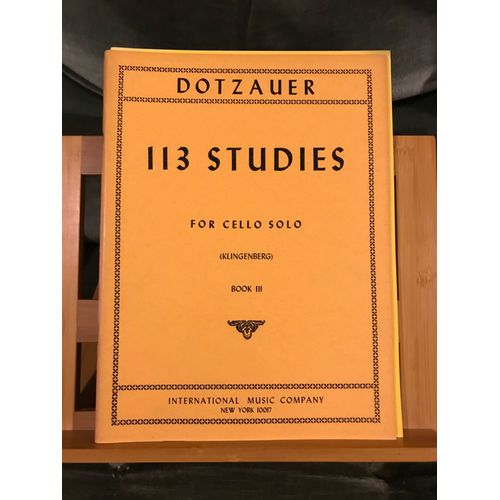 DOTZAUER
113 STUDIES
FOR CELLO SOLO
(KLINGENBERG)
BOOK III
INTERNATIONAL MUSIC COMPANY
NEW YORK 10017